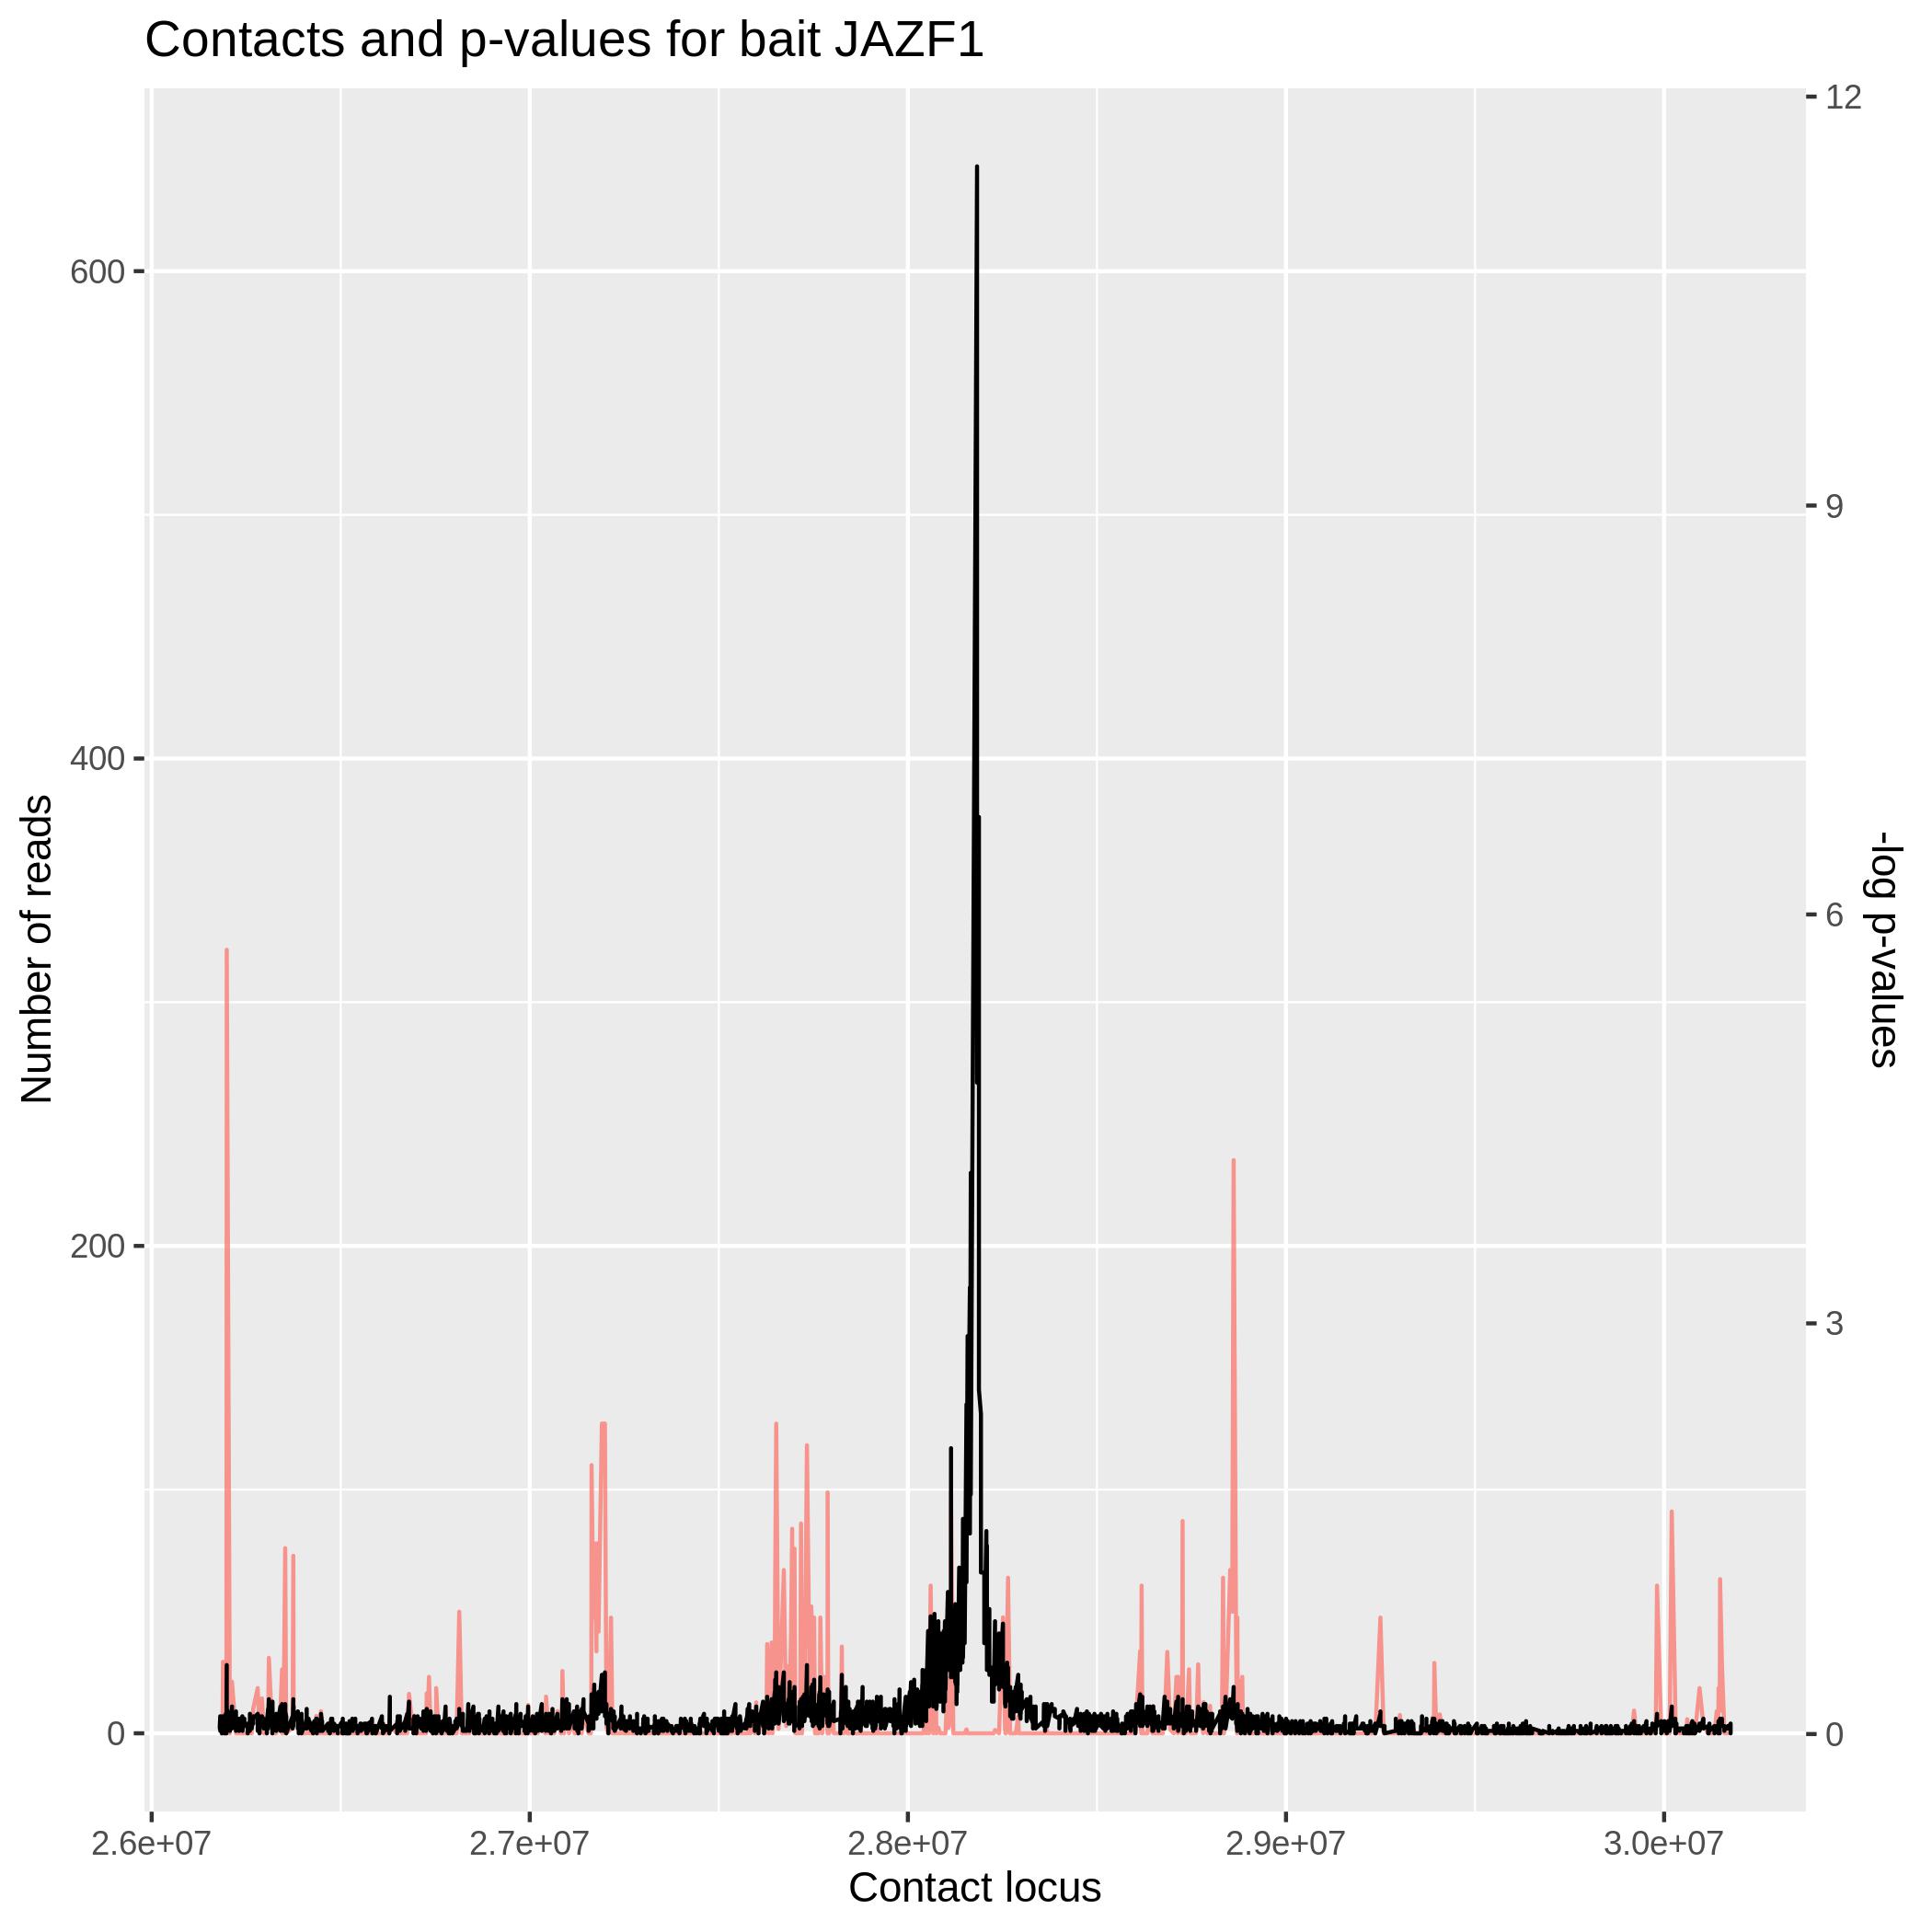 Contacts and p-values for bait JAZF1
12
600
9
400
6
Number of reads
-log p-values
200
3
0
0
2.6e+07 2.7e+07 2.8e+07 2.9e+07 3.0e+07
Contact locus